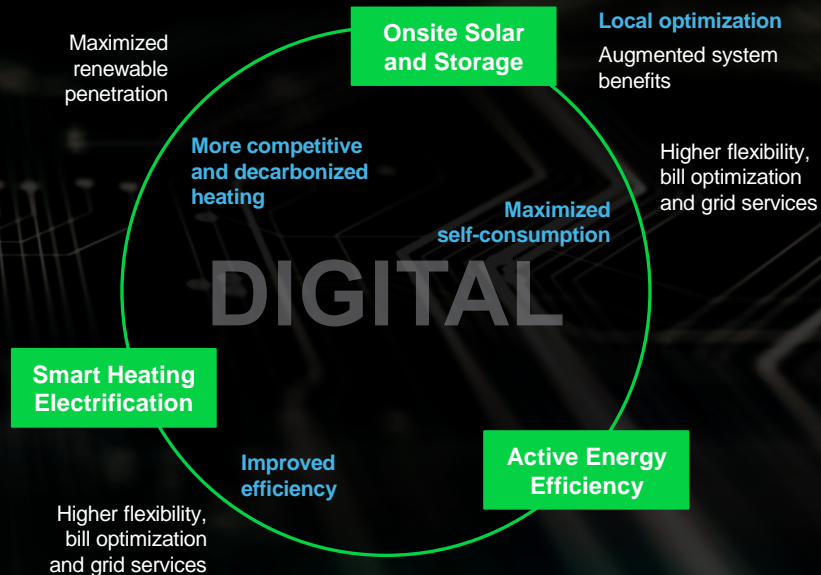 Onsite Solar
and Storage
Local optimization
Augmented system
benefits
Maximized
renewable
penetration
More competitive
and decarbonized
heating
Higher flexibility,
bill optimization
and grid services
Maximized
self-consumption
DIGITAL
Smart Heating
Electrification
Active Energy
Efficiency
Improved
efficiency
Higher flexibility,
bill optimization
and grid services